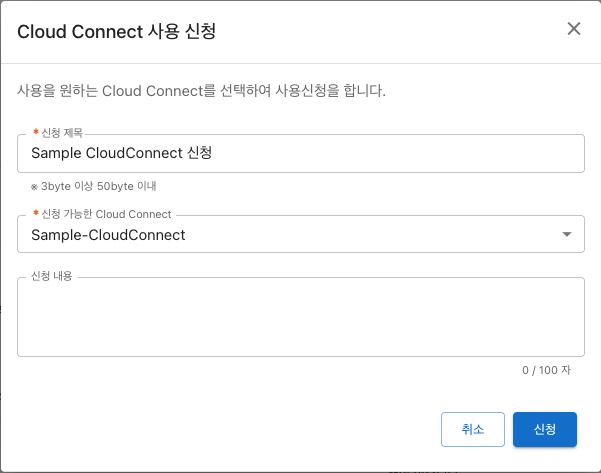 Cloud Connect 사용 신청
사용을 원하는 Cloud Connect를 선택하여 사용신청을 합니다.
* 신청 제목
Sample CloudConnect 신청
※ 3byte 이상 50byte 이내
* 신청 가능한 Cloud Connect
Sample-CloudConnect
신청 내용
0 / 100 자
취소
신청